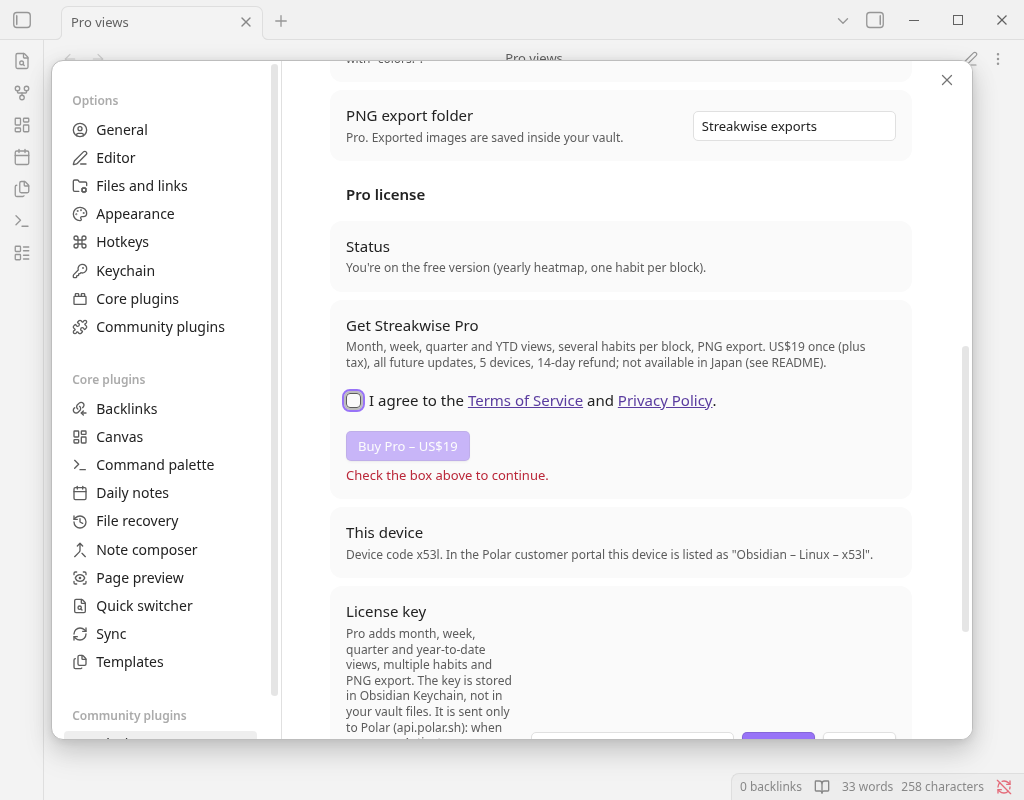 Pro views
Pro views
Options
General
Editor
Files and links
Appearance
Hotkeys
Keychain
Core plugins
Community plugins
Core plugins
Backlinks
Canvas
Command palette
Daily notes
File recovery
Note composer
Page preview
Quick switcher
Sync
Templates
Community plugins
PNG export folder
Pro. Exported images are saved inside your vault.
Streakwise exports
Pro license
Status
You're on the free version (yearly heatmap, one habit per block).
Get Streakwise Pro
Month, week, quarter and YTD views, several habits per block, PNG export. US$19 once (plus
tax), all future updates, 5 devices, 14-day refund; not available in Japan (see README).
I agree to the Terms of Service and Privacy Policy.
Buy Pro – US$19
Check the box above to continue.
This device
Device code x53l. In the Polar customer portal this device is listed as "Obsidian – Linux – x53l".
License key
Pro adds month, week,
quarter and year-to-date
views, multiple habits and
PNG export. The key is stored
in Obsidian Keychain, not in
your vault files. It is sent only
to Polar (api.polar.sh): when
0 backlinks
33 words
258 characters